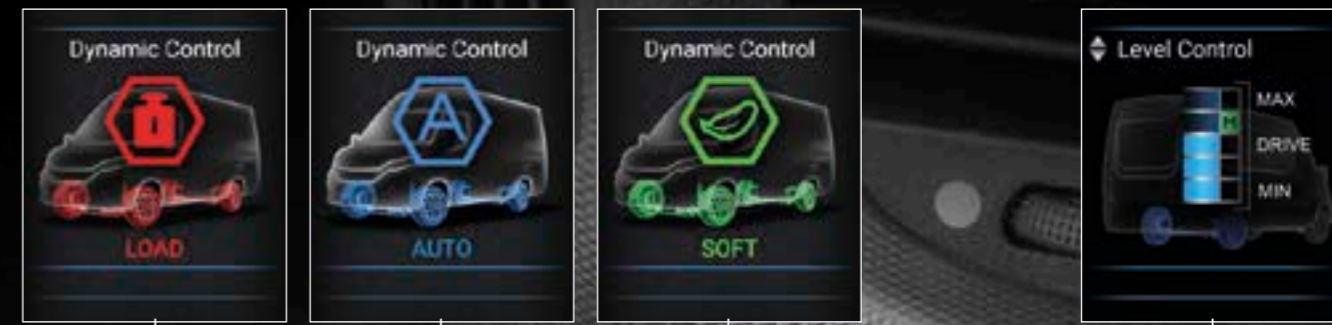 Dynamic Control
LOAD
Dynamic Control
A
AUTO
Dynamic Control
SOFT
Level Control
MAX
H
DRIVE
MIN